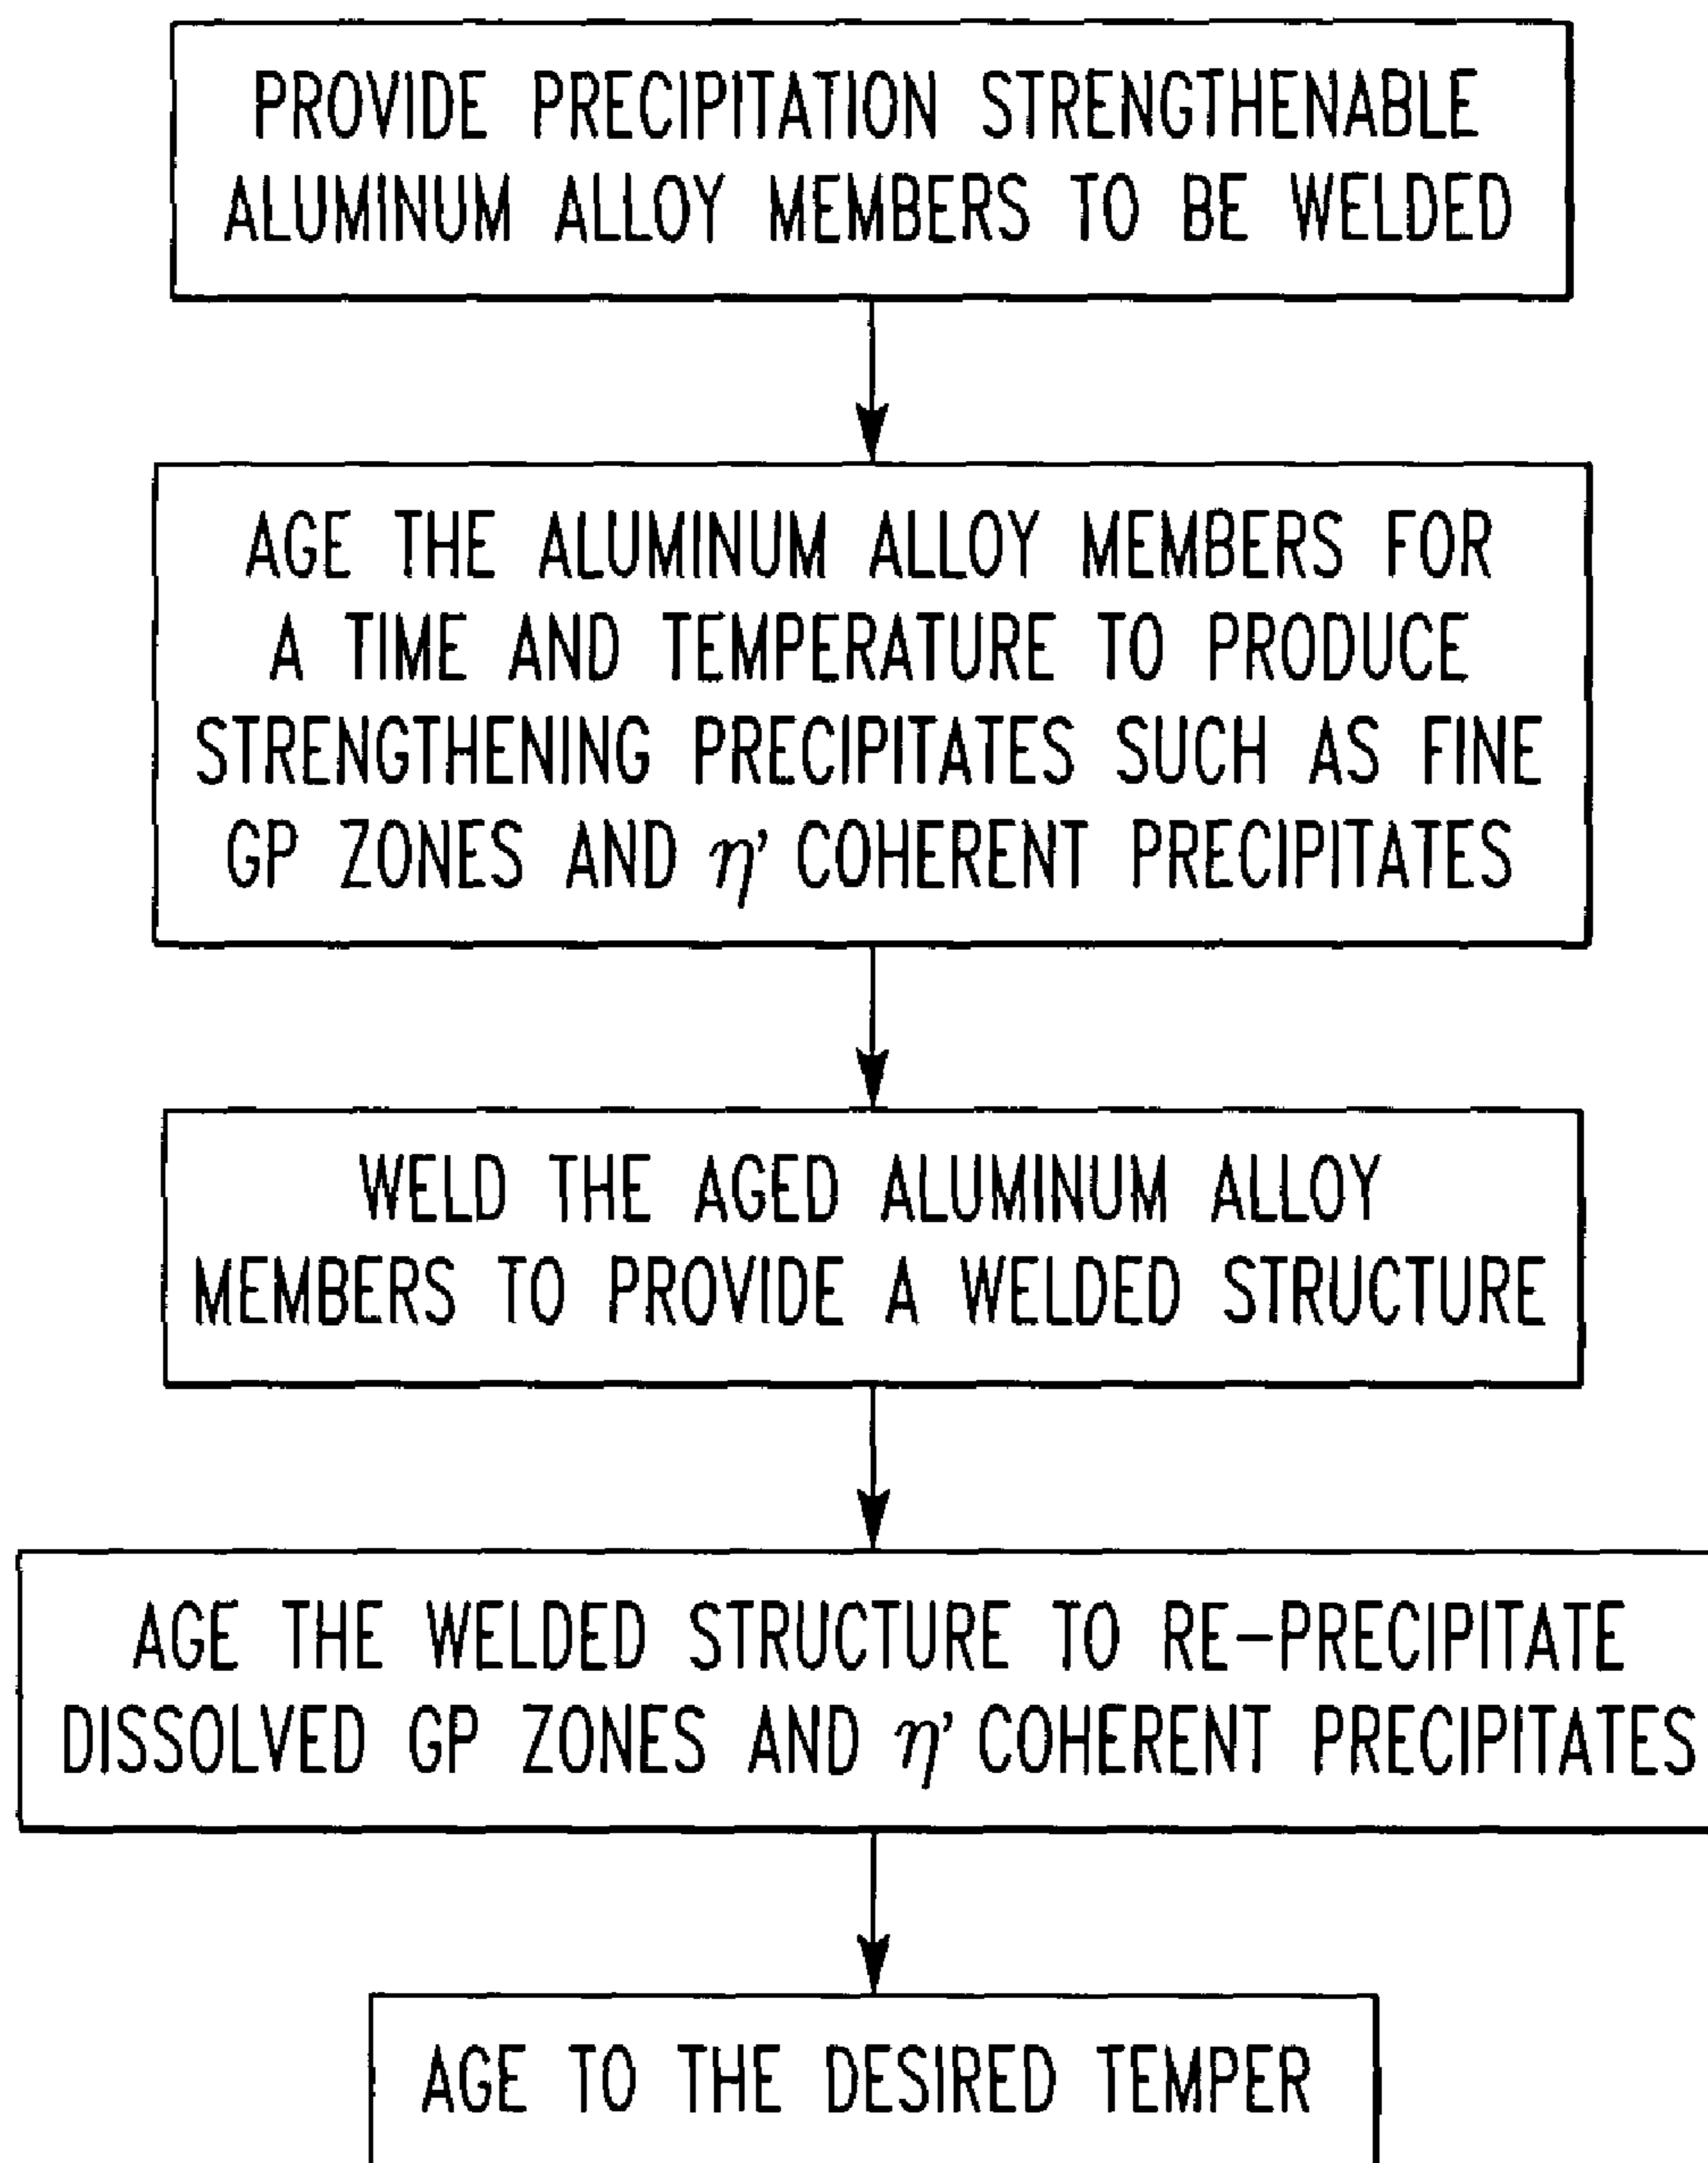 PROVIDE PRECIPITATION STRENGTHENABLE
ALUMINUM ALLOY MEMBERS TO BE WELDED
AGE THE ALUMINUM ALLOY MEMBERS FOR
A TIME AND TEMPERATURE TO PRODUCE
STRENGTHENING PRECIPITATES SUCH AS FINE
GP ZONES AND η' COHERENT PRECIPITATES
WELD THE AGED ALUMINUM ALLOY
MEMBERS TO PROVIDE A WELDED STRUCTURE
AGE THE WELDED STRUCTURE TO RE-PRECIPITATE
DISSOLVED GP ZONES AND η' COHERENT PRECIPITATES
AGE TO THE DESIRED TEMPER